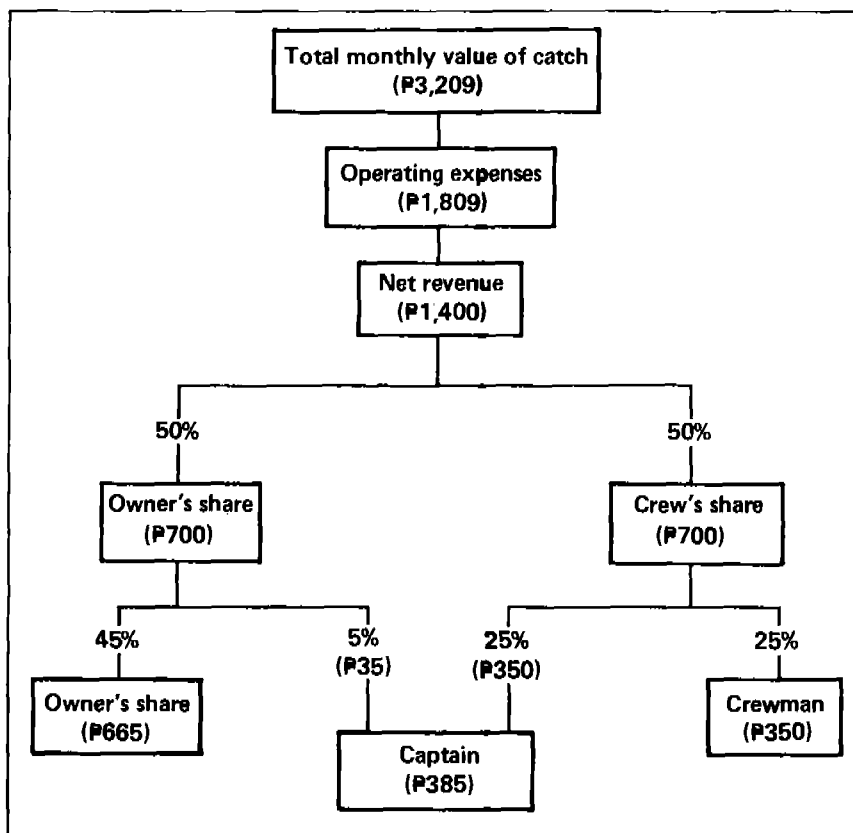 Total monthly value of catch
(₱3,209)
Operating expenses
(₱1,809)
Net revenue
(₱1,400)
50%
50%
Owner's share
(₱700)
Crew's share
(₱700)
45%
5%
(₱35)
25%
(₱350)
25%
Owner's share
(₱665)
Captain
(₱385)
Crewman
(₱350)